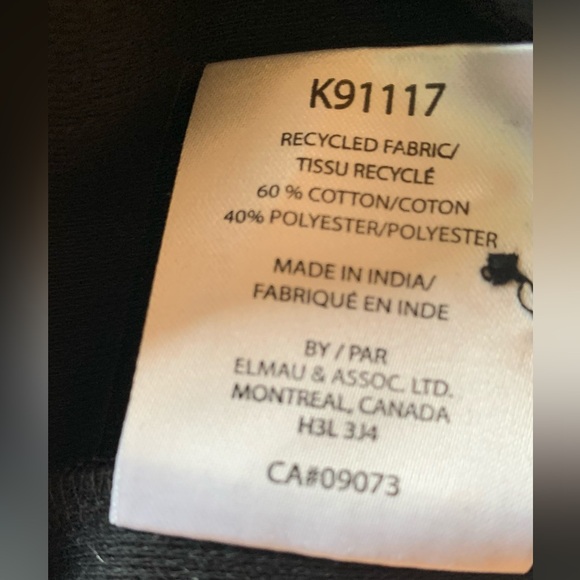 K91117
RECYCLED FABRIC/
TISSU RECYCLÉ
60 % COTTON/COTON
40% POLYESTER/POLYESTER
MADE IN INDIA/
FABRIQUÉ EN INDE
BY / PAR
ELMAU & ASSOC. LTD.
MONTREAL, CANADA
H3L 3J4
CA#09073